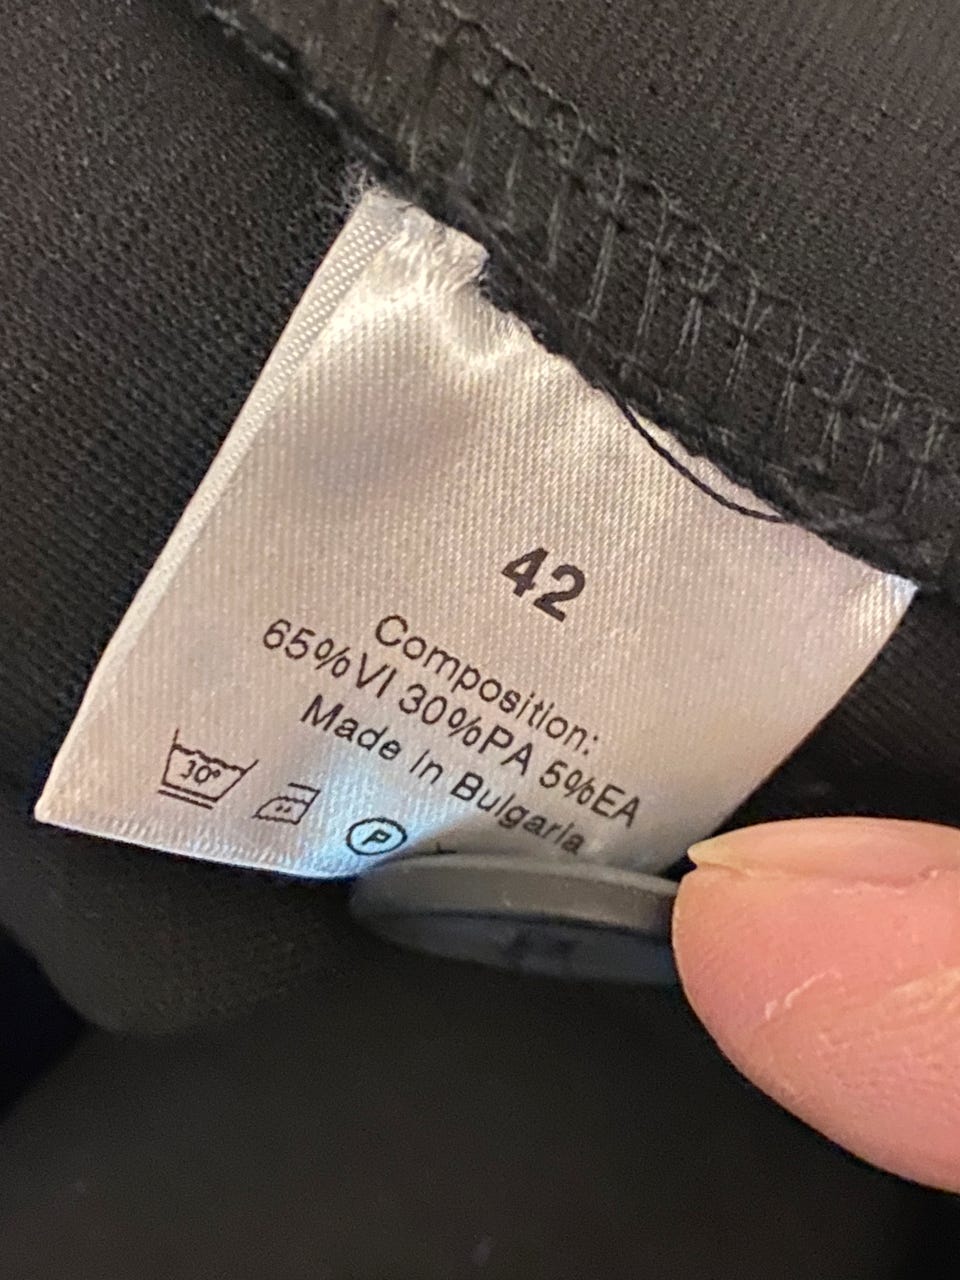 42
Composition:
65%VI 30%PA 5%EA
Made in Bulgaria
30°
P